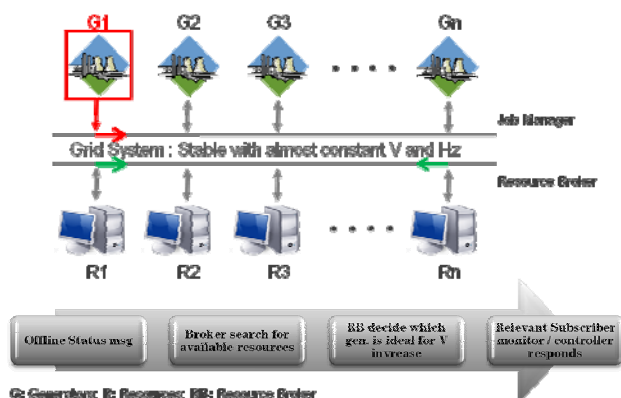 G1 G2 G3 Gn
Job Manager
Grid System : Stable with almost constant V and Hz
Resource Broker
R1 R2 R3 Rn
Offline Status msg
Broker search for
available resources
RB decide which
gen. is ideal for V
increase
Relevant Subscriber
monitor / controller
responds
G: Generators; R: Resources; RB: Resource Broker